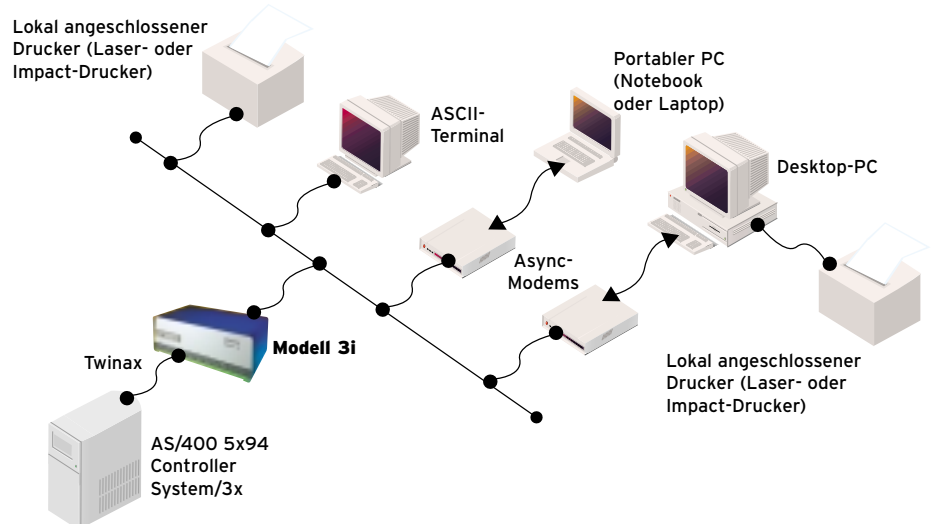 Lokal angeschlossener
Drucker (Laser- oder
Impact-Drucker)
ASCII-
Terminal
Portabler PC
(Notebook
oder Laptop)
Desktop-PC
Async-
Modems
Modell 3i
Twinax
Lokal angeschlossener
Drucker (Laser- oder
Impact-Drucker)
AS/400 5x94
Controller
System/3x